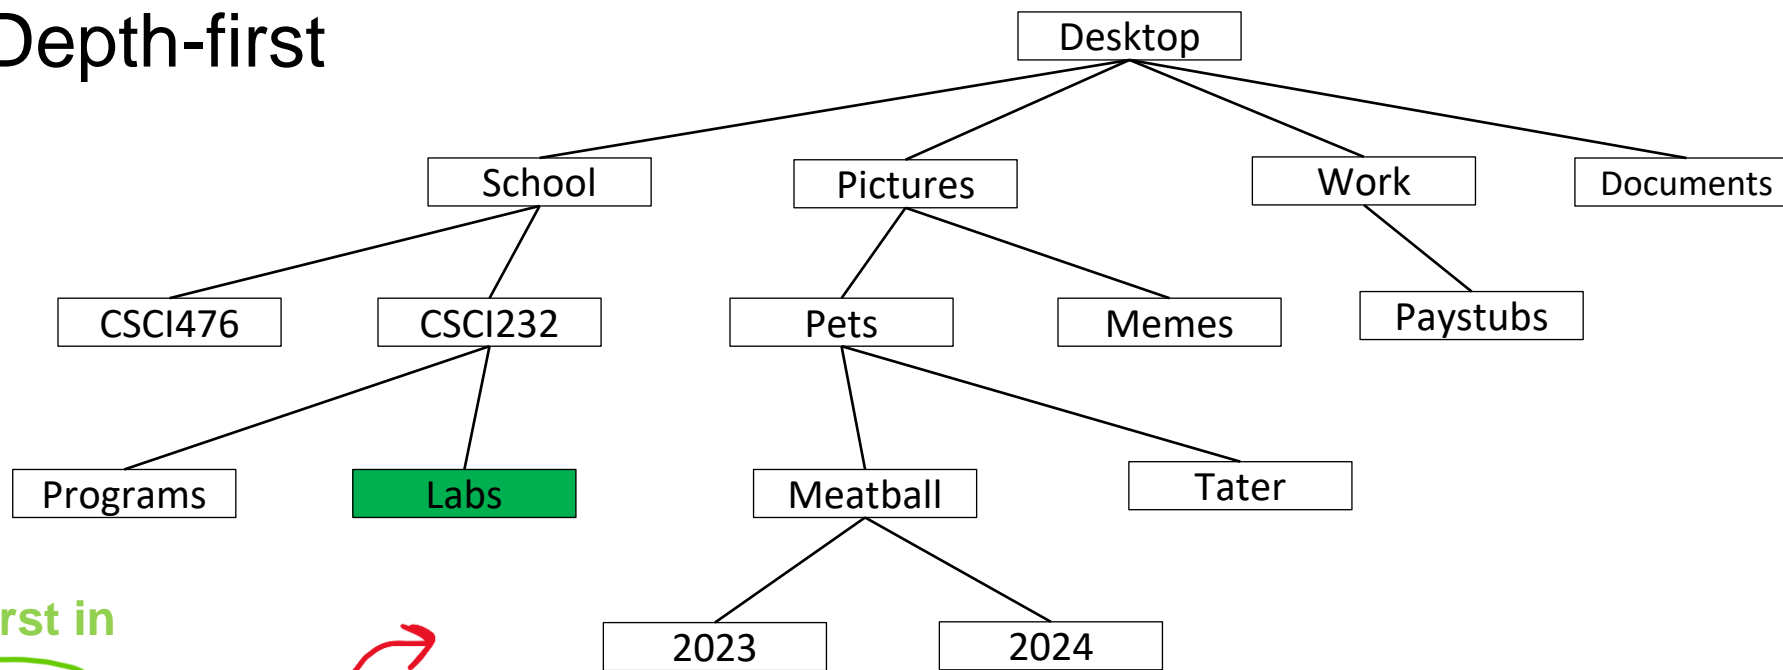 Depth-first
Desktop
School
Pictures
Work
Documents
CSCI476
CSCI232
Pets
Memes
Paystubs
Programs
Labs
Meatball
Tater
rst in
2023
2024